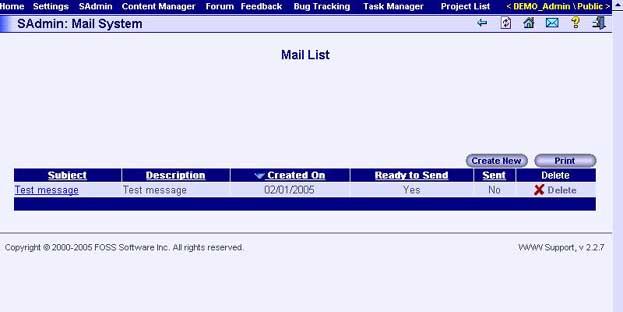 Home Settings SAdmin Content Manager Forum Feedback Bug Tracking Task Manager Project List < DEMO_Admin \ Public >
SAdmin: Mail System
Mail List
Create New Print
Subject Description Created On Ready to Send Sent Delete
Test message Test message 02/01/2005 Yes No Delete
Copyright © 2000-2005 FOSS Software Inc. All rights reserved. WWW Support, v 2.2.7